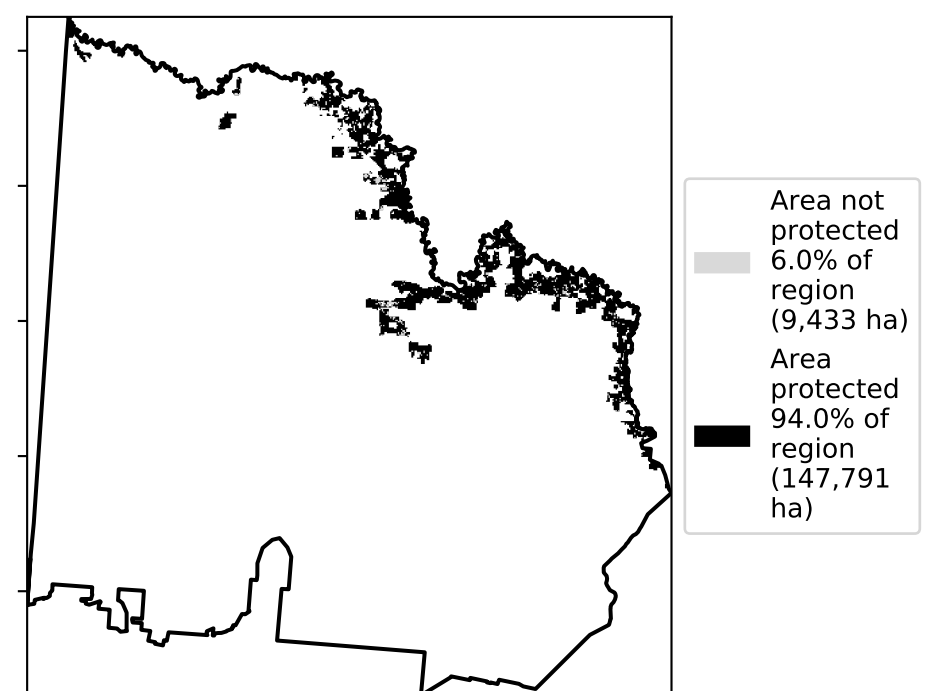 Area not
protected
6.0% of
region
(9,433 ha)
Area
protected
94.0% of
region
(147,791
ha)